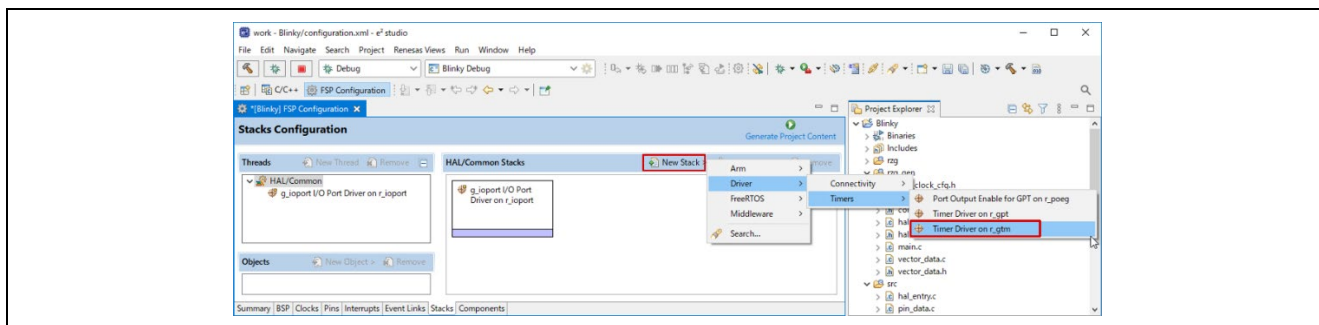 work - Blinky/configuration.xml - e² studio
File Edit Navigate Search Project Renesas Views Run Window Help
Debug Blinky Debug
C/C++ FSP Configuration
*[Blinky] FSP Configuration
Stacks Configuration
Generate Project Content
Threads New Thread Remove
HAL/Common
g_ioport I/O Port Driver on r_ioport
Objects New Object > Remove
HAL/Common Stacks New Stack >
g_ioport I/O Port
Driver on r_ioport
Arm >
Driver >
FreeRTOS >
Middleware >
Search...
Connectivity >
Timers >
Port Output Enable for GPT on r_poeg
Timer Driver on r_gpt
Timer Driver on r_gtm
Summary BSP Clocks Pins Interrupts Event Links Stacks Components
Project Explorer
Blinky
Binaries
Includes
rzg
clock_cfg.h
main.c
vector_data.c
vector_data.h
src
hal_entry.c
pin_data.c